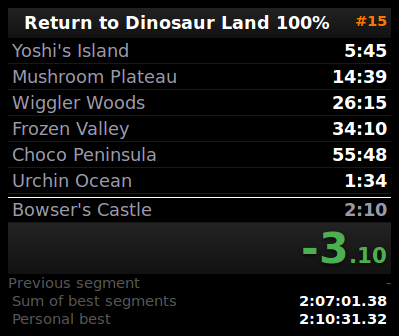 Return to Dinosaur Land 100% #15
Yoshi's Island 5:45
Mushroom Plateau 14:39
Wiggler Woods 26:15
Frozen Valley 34:10
Choco Peninsula 55:48
Urchin Ocean 1:34
Bowser's Castle 2:10
-3.10
Previous segment -
Sum of best segments 2:07:01.38
Personal best 2:10:31.32